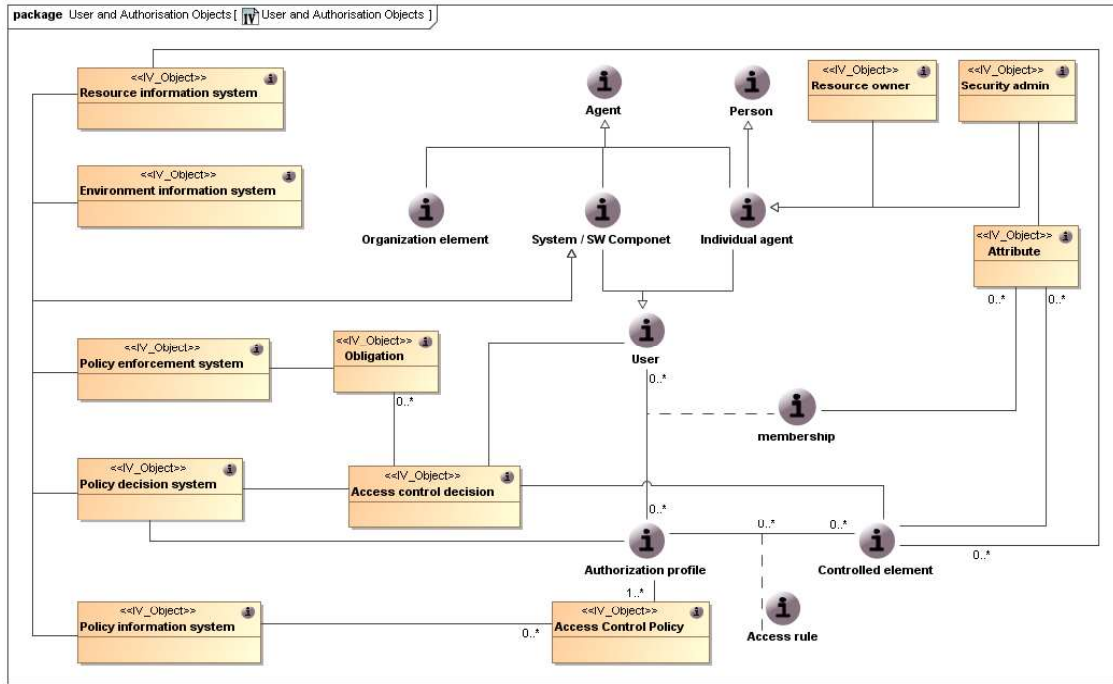 package User and Authorisation Objects [ IV User and Authorisation Objects ]
<<IV_Object>>
Resource information system
<<IV_Object>>
Resource owner
<<IV_Object>>
Security admin
Agent
Person
<<IV_Object>>
Environment information system
Organization element
System / SW Componet
Individual agent
<<IV_Object>>
Attribute
0..*
0..*
<<IV_Object>>
Policy enforcement system
<<IV_Object>>
Obligation
0..*
User
0..*
membership
<<IV_Object>>
Policy decision system
<<IV_Object>>
Access control decision
0..*
0..*
0..*
Authorization profile
Controlled element
0..*
1..*
<<IV_Object>>
Policy information system
0..*
<<IV_Object>>
Access Control Policy
Access rule